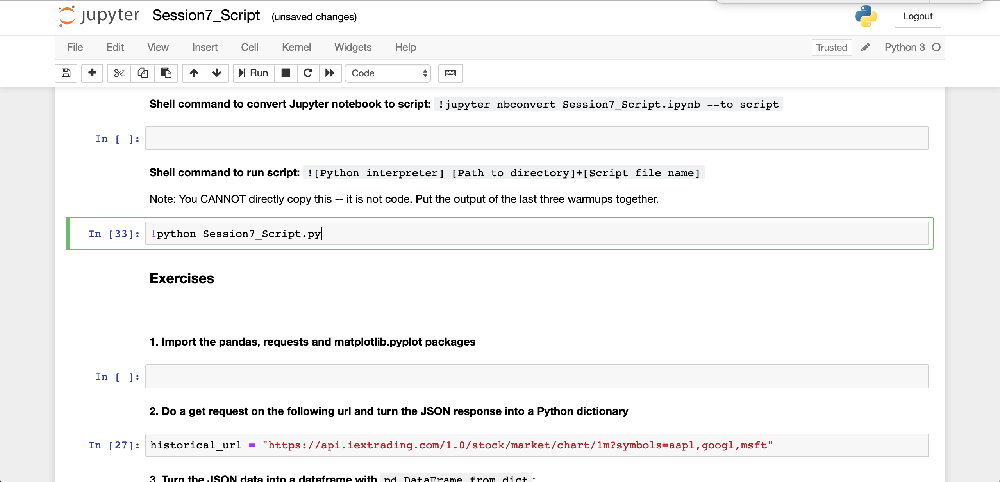 jupyter Session7_Script (unsaved changes) Logout
File Edit View Insert Cell Kernel Widgets Help Trusted Python 3
Run Code
Shell command to convert Jupyter notebook to script: !jupyter nbconvert Session7_Script.ipynb --to script
In [ ]:
Shell command to run script: ![Python interpreter] [Path to directory]+[Script file name]
Note: You CANNOT directly copy this -- it is not code. Put the output of the last three warmups together.
In [33]: !python Session7_Script.py
Exercises
1. Import the pandas, requests and matplotlib.pyplot packages
In [ ]:
2. Do a get request on the following url and turn the JSON response into a Python dictionary
In [27]: historical_url = "https://api.iextrading.com/1.0/stock/market/chart/1m?symbols=aapl,googl,msft"
3. Turn the JSON data into a dataframe with pd.DataFrame.from_dict: